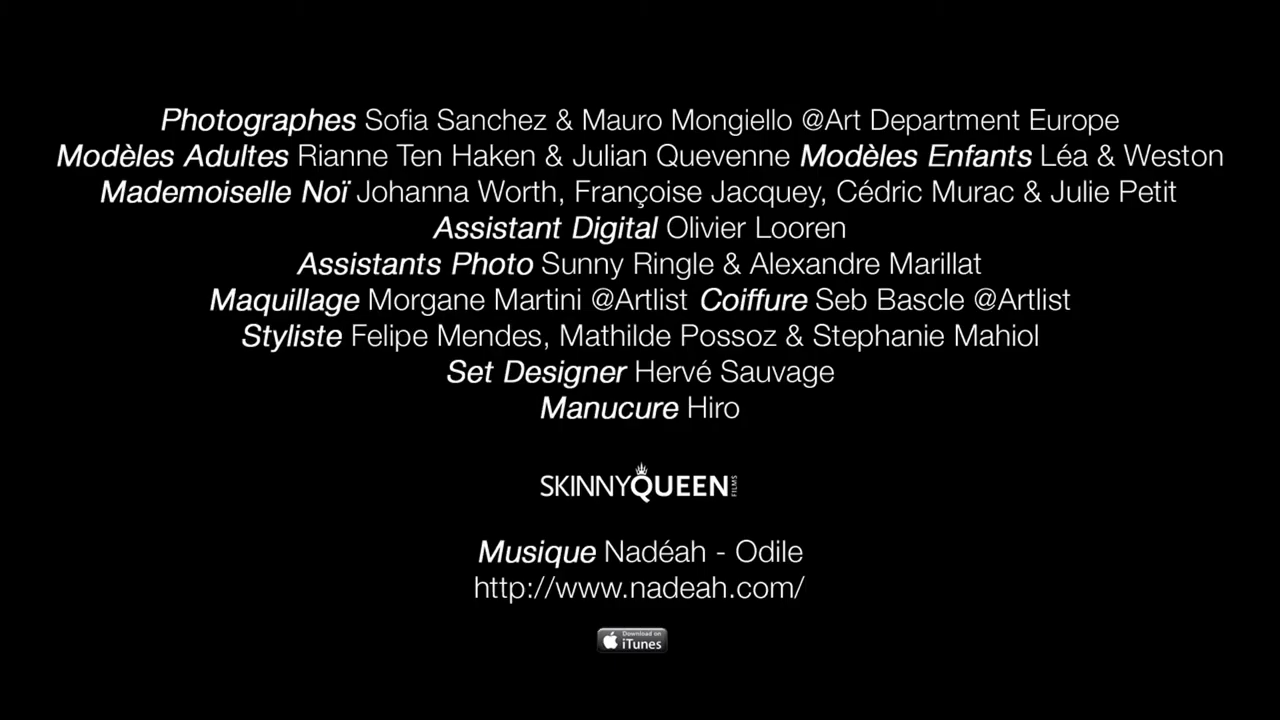 Photographes Sofia Sanchez & Mauro Mongiello @Art Department Europe
Modèles Adultes Rianne Ten Haken & Julian Quevenne Modèles Enfants Léa & Weston
Mademoiselle Noï Johanna Worth, Françoise Jacquey, Cédric Murac & Julie Petit
Assistant Digital Olivier Looren
Assistants Photo Sunny Ringle & Alexandre Marillat
Maquillage Morgane Martini @Artlist Coiffure Seb Bascle @Artlist
Styliste Felipe Mendes, Mathilde Possoz & Stephanie Mahiol
Set Designer Hervé Sauvage
Manucure Hiro
SKINNYQUEEN FILMS
Musique Nadéah - Odile
http://www.nadeah.com/
Download on
iTunes